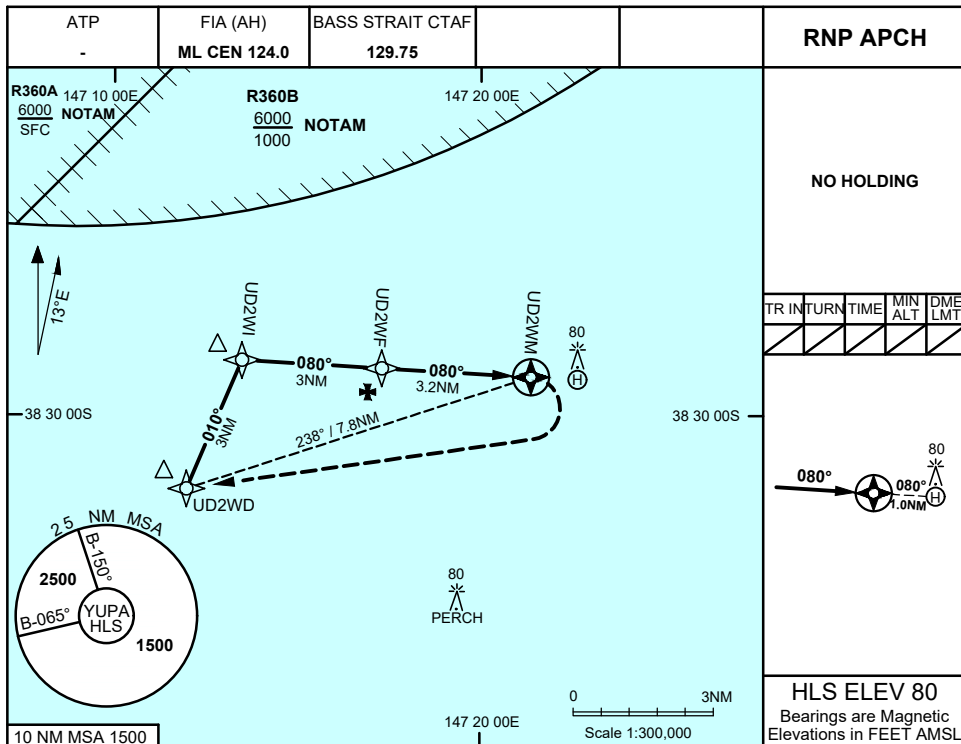 ATP
-
FIA (AH)
ML CEN 124.0
BASS STRAIT CTAF
129.75
RNP APCH
R360A
6000
SFC
NOTAM
147 10 00E
R360B
6000
1000
NOTAM
147 20 00E
NO HOLDING
13°E
TR IN
TURN
TIME
MIN
ALT
DME
LMT
UD2WI
UD2WF
UD2WM
80
H
080°
3NM
080°
3.2NM
38 30 00S
38 30 00S
010°
3NM
238° / 7.8NM
UD2WD
080°
080°
1.0NM
80
H
25 NM MSA
B-150°
2500
B-065°
YUPA
HLS
1500
80
PERCH
10 NM MSA 1500
147 20 00E
0
3NM
Scale 1:300,000
HLS ELEV 80
Bearings are Magnetic
Elevations in FEET AMSL